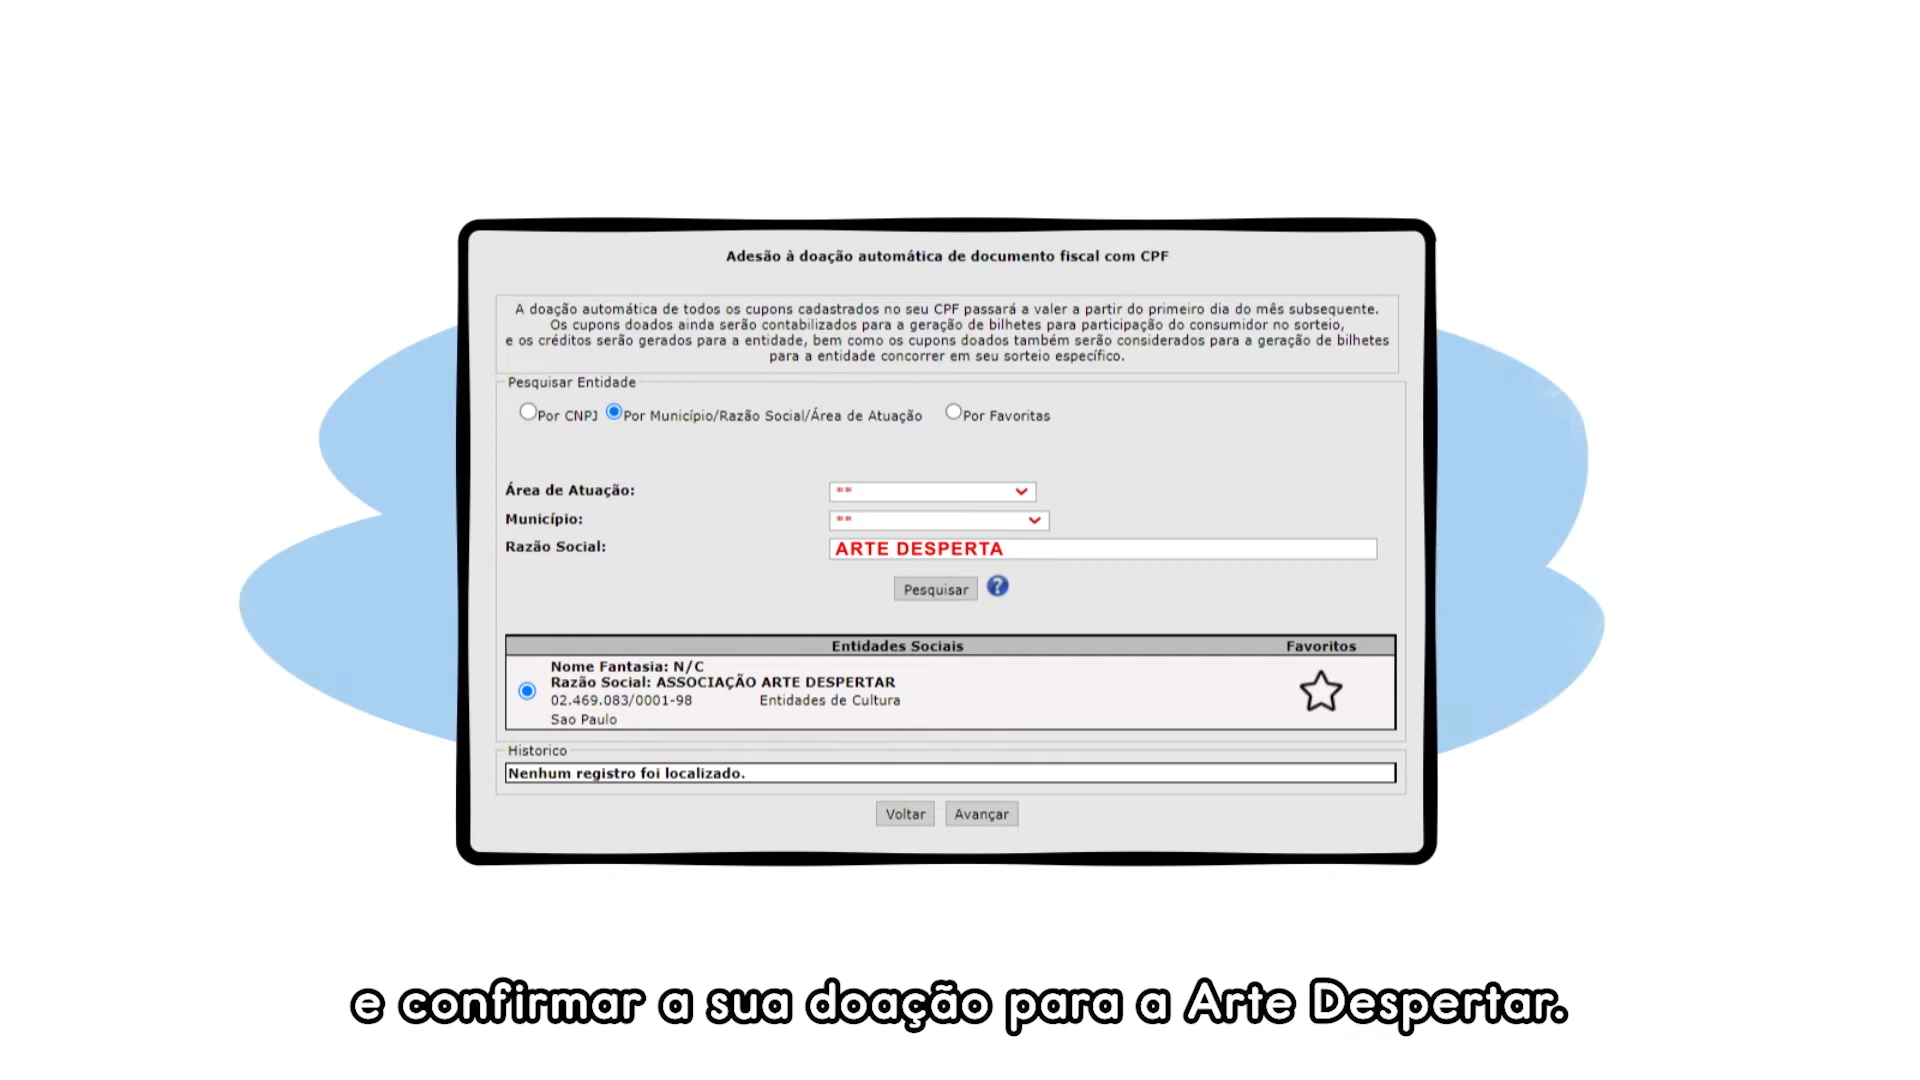 Adesão à doação automática de documento fiscal com CPF
A doação automática de todos os cupons cadastrados no seu CPF passará a valer a partir do primeiro dia do mês subsequente.
Os cupons doados ainda serão contabilizados para a geração de bilhetes para participação do consumidor no sorteio,
e os créditos serão gerados para a entidade, bem como os cupons doados também serão considerados para a geração de bilhetes
para a entidade concorrer em seu sorteio específico.
Pesquisar Entidade
Por CNPJ Por Município/Razão Social/Área de Atuação Por Favoritas
Área de Atuação: **
Município: **
Razão Social: ARTE DESPERTA
Pesquisar ?
Entidades Sociais Favoritos
Nome Fantasia: N/C
Razão Social: ASSOCIAÇÃO ARTE DESPERTAR
02.469.083/0001-98 Entidades de Cultura
Sao Paulo
Historico
Nenhum registro foi localizado.
Voltar Avançar
e confirmar a sua doação para a Arte Despertar.